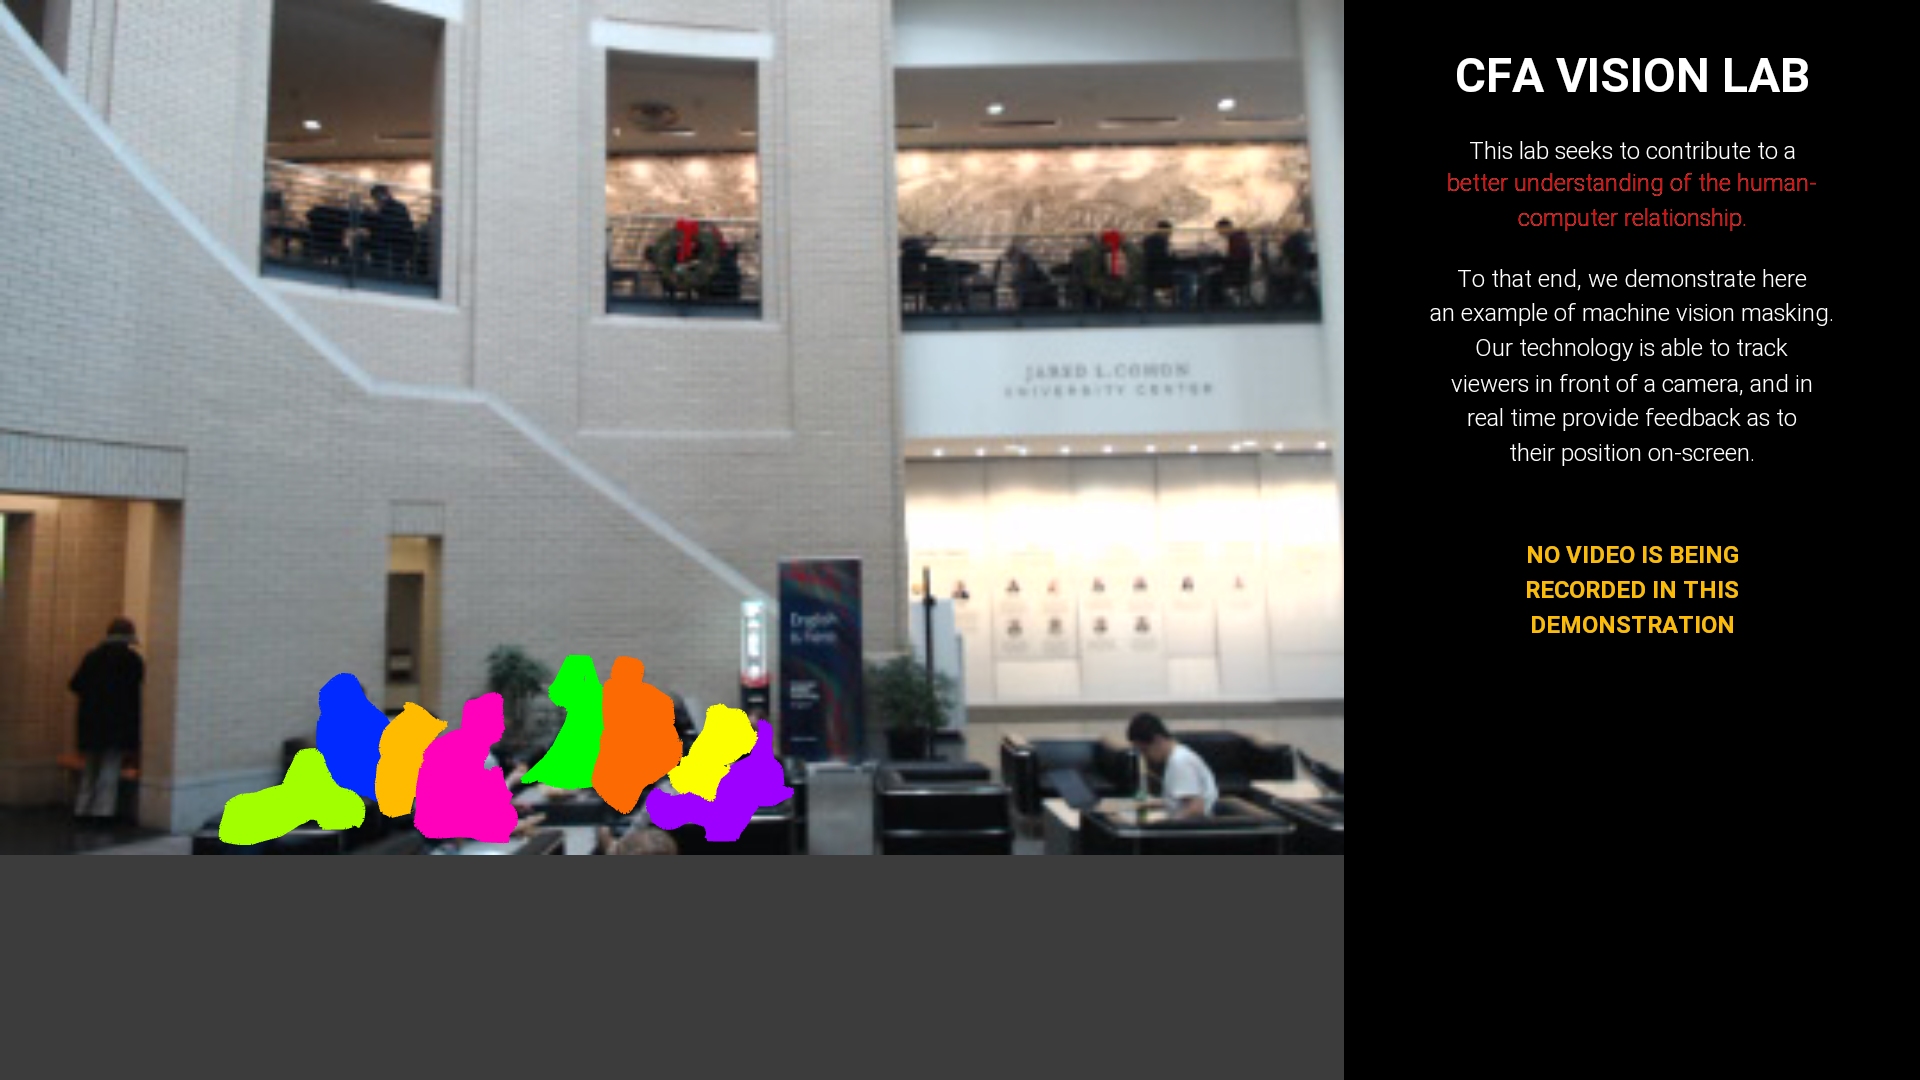 CFA VISION LAB
This lab seeks to contribute to a
better understanding of the human-
computer relationship.
To that end, we demonstrate here
an example of machine vision masking.
Our technology is able to track
viewers in front of a camera, and in
real time provide feedback as to
their position on-screen.
NO VIDEO IS BEING
RECORDED IN THIS
DEMONSTRATION
JARED L. COHON
UNIVERSITY CENTER
English
is here.